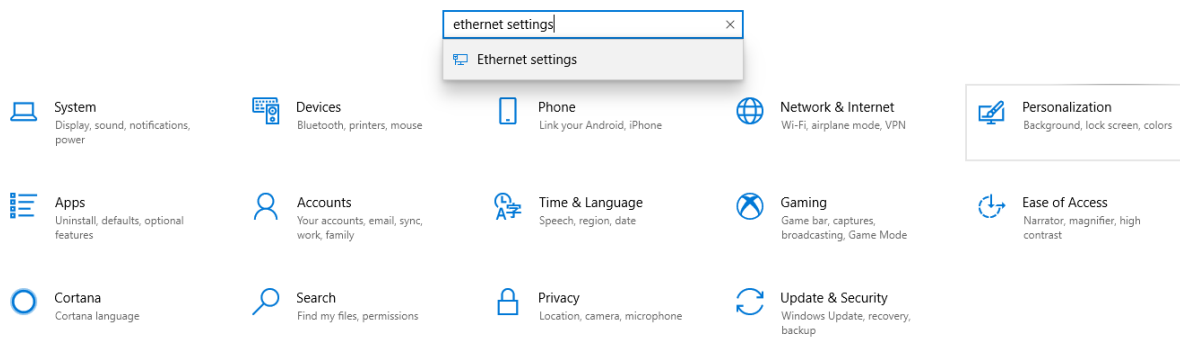 ethernet settings
Ethernet settings
System
Display, sound, notifications,
power
Devices
Bluetooth, printers, mouse
Phone
Link your Android, iPhone
Network & Internet
Wi-Fi, airplane mode, VPN
Personalization
Background, lock screen, colors
Apps
Uninstall, defaults, optional
features
Accounts
Your accounts, email, sync,
work, family
Time & Language
Speech, region, date
Gaming
Game bar, captures,
broadcasting, Game Mode
Ease of Access
Narrator, magnifier, high
contrast
Cortana
Cortana language
Search
Find my files, permissions
Privacy
Location, camera, microphone
Update & Security
Windows Update, recovery,
backup